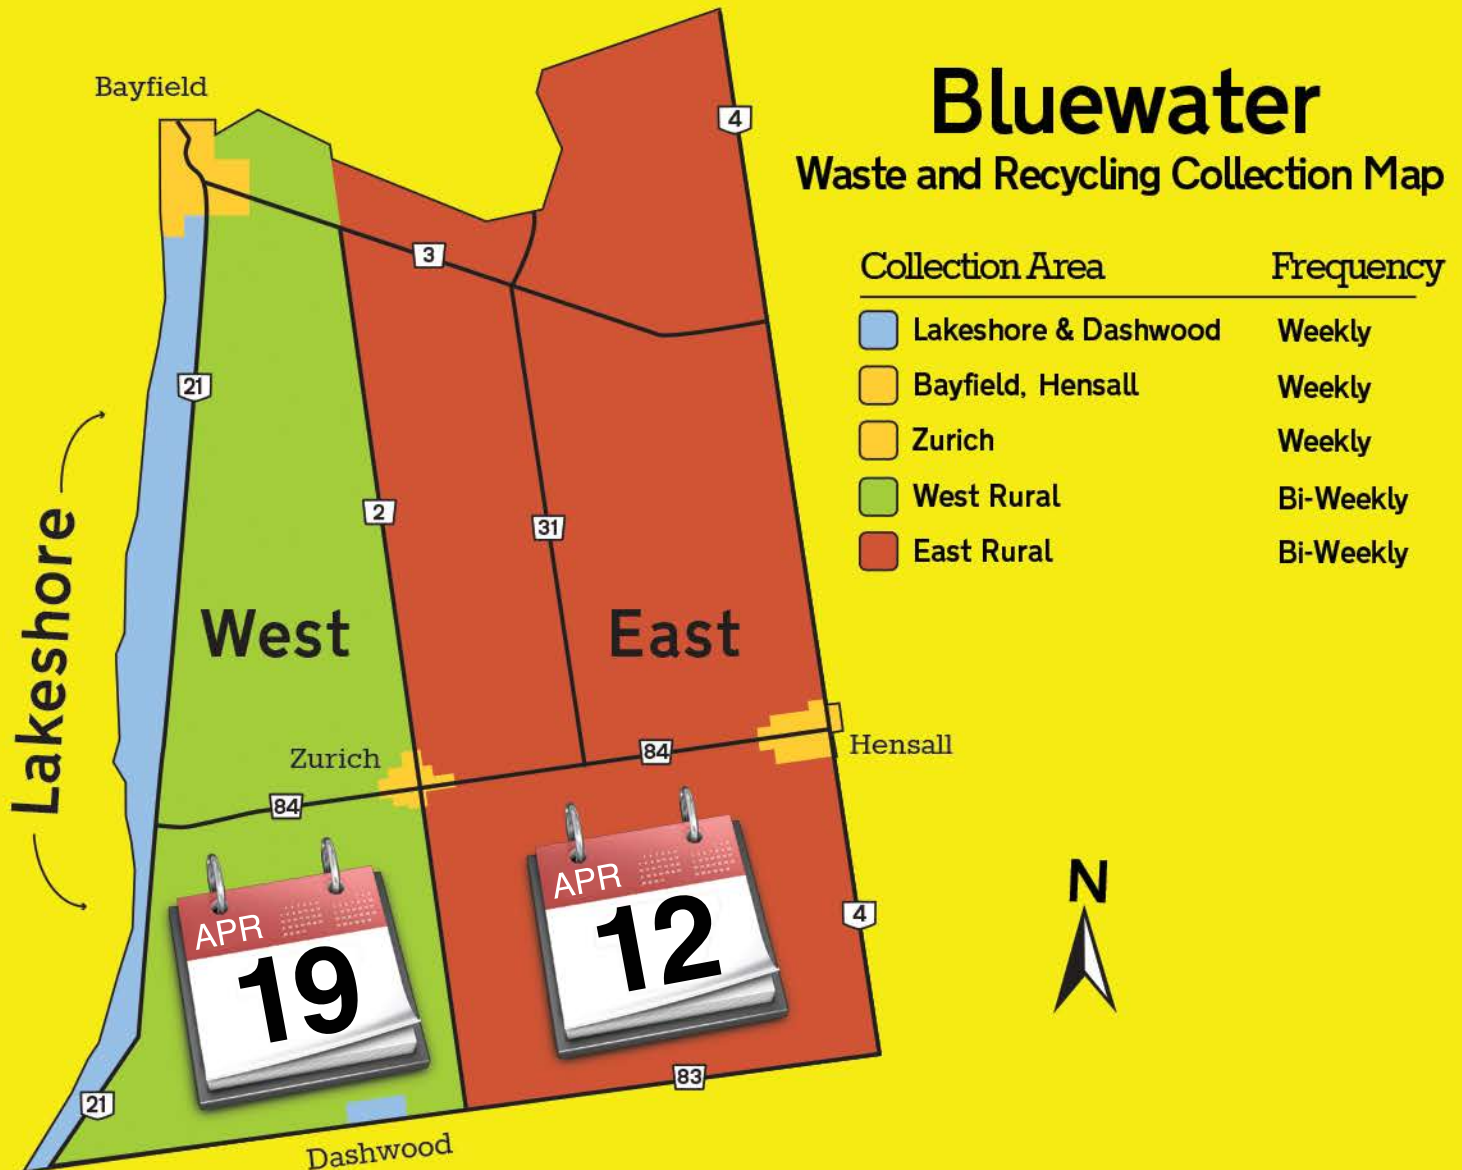 Bluewater
Waste and Recycling Collection Map
Collection Area Frequency
Lakeshore & Dashwood Weekly
Bayfield, Hensall Weekly
Zurich Weekly
West Rural Bi-Weekly
East Rural Bi-Weekly
Bayfield
4
3
21
2
31
Lakeshore
West
East
Zurich
84
Hensall
84
APR
19
APR
12
4
N
83
21
Dashwood